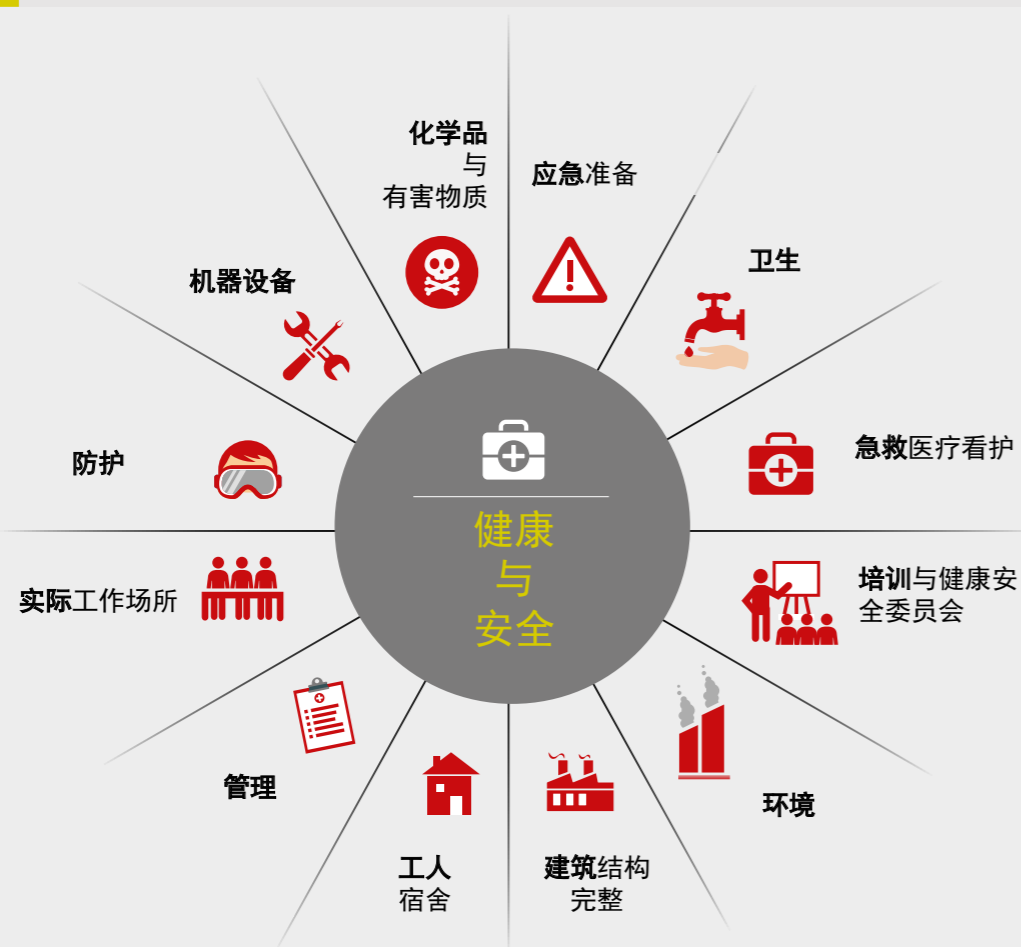 化学品
与
有害物质
应急准备
卫生
机器设备
急救医疗看护
防护
健康
与
安全
实际工作场所
培训与健康安
全委员会
管理
环境
工人
宿舍
建筑结构
完整